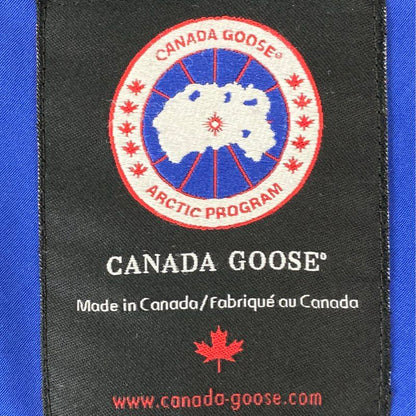 CANADA GOOSE®
ARCTIC PROGRAM
CANADA GOOSE®
Made in Canada/Fabriqué au Canada
www.canada-goose.com